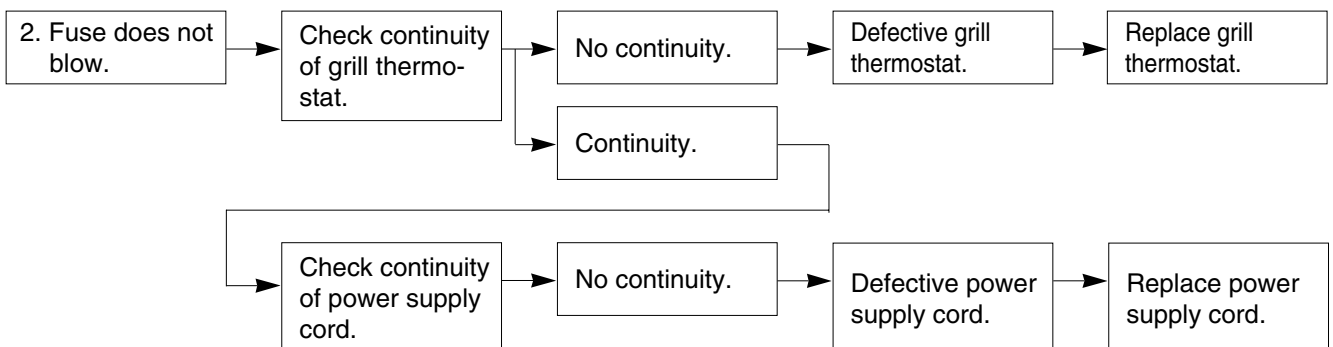 2. Fuse does not
blow.
Check continuity
of grill thermo-
stat.
No continuity.
Defective grill
thermostat.
Replace grill
thermostat.
Continuity.
Check continuity
of power supply
cord.
No continuity.
Defective power
supply cord.
Replace power
supply cord.